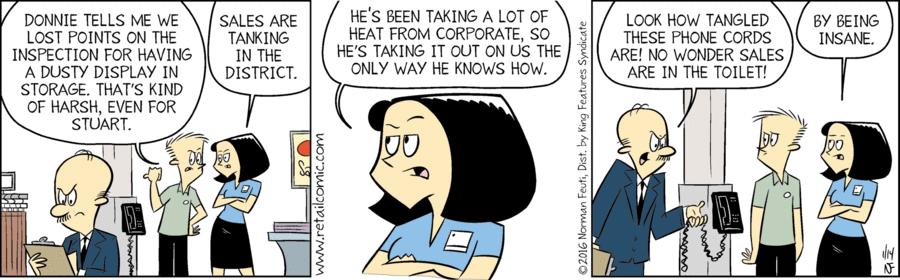 DONNIE TELLS ME WE
LOST POINTS ON THE
INSPECTION FOR HAVING
A DUSTY DISPLAY IN
STORAGE. THAT'S KIND
OF HARSH, EVEN FOR
STUART.
SALES ARE
TANKING
IN THE
DISTRICT.
www.retailcomic.com
HE'S BEEN TAKING A LOT OF
HEAT FROM CORPORATE, SO
HE'S TAKING IT OUT ON US THE
ONLY WAY HE KNOWS HOW.
©2016 Norman Feuti, Dist. by King Features Syndicate
LOOK HOW TANGLED
THESE PHONE CORDS
ARE! NO WONDER SALES
ARE IN THE TOILET!
BY BEING
INSANE.
1/14
NF